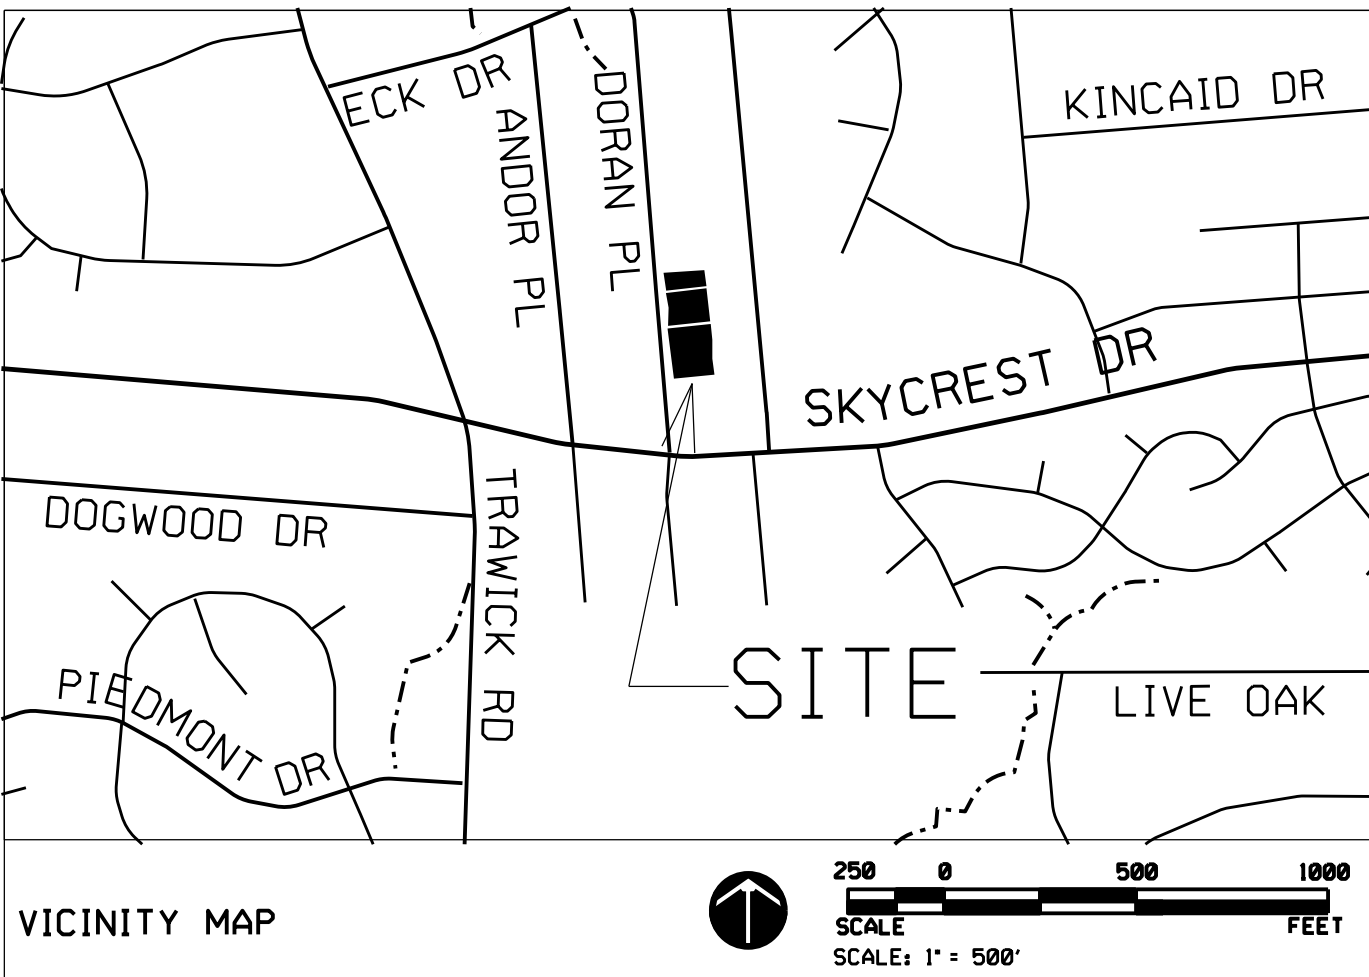 ECK DR
ANDOR PL
DORAN PL
KINCAID DR
SKYCREST DR
DOGWOOD DR
TRAWICK RD
PIEDMONT DR
SITE
LIVE OAK
VICINITY MAP
250 0 500 1000
SCALE FEET
SCALE: 1" = 500'